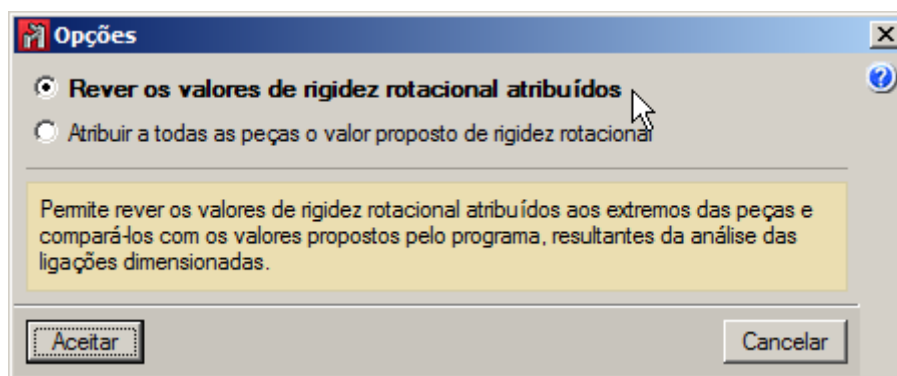 Opções
Rever os valores de rigidez rotacional atribuídos
Atribuir a todas as peças o valor proposto de rigidez rotacional
Permite rever os valores de rigidez rotacional atribuídos aos extremos das peças e
compará-los com os valores propostos pelo programa, resultantes da análise das
ligações dimensionadas.
Aceitar
Cancelar